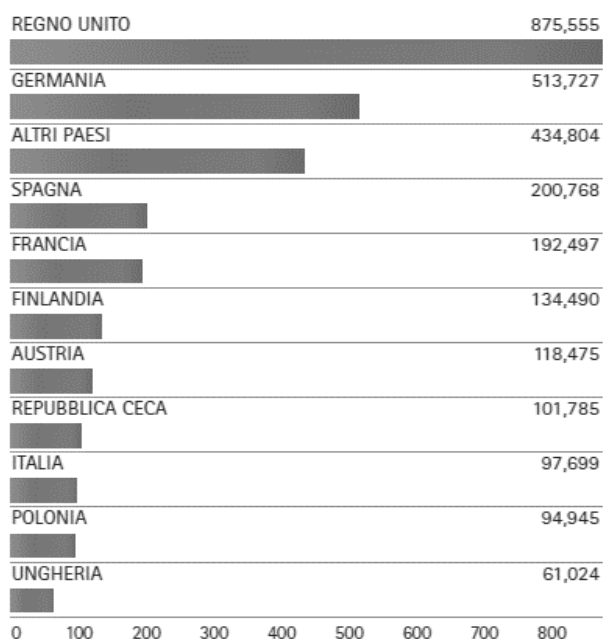 REGNO UNITO 875,555
GERMANIA 513,727
ALTRI PAESI 434,804
SPAGNA 200,768
FRANCIA 192,497
FINLANDIA 134,490
AUSTRIA 118,475
REPUBBLICA CECA 101,785
ITALIA 97,699
POLONIA 94,945
UNGHERIA 61,024
0 100 200 300 400 500 600 700 800